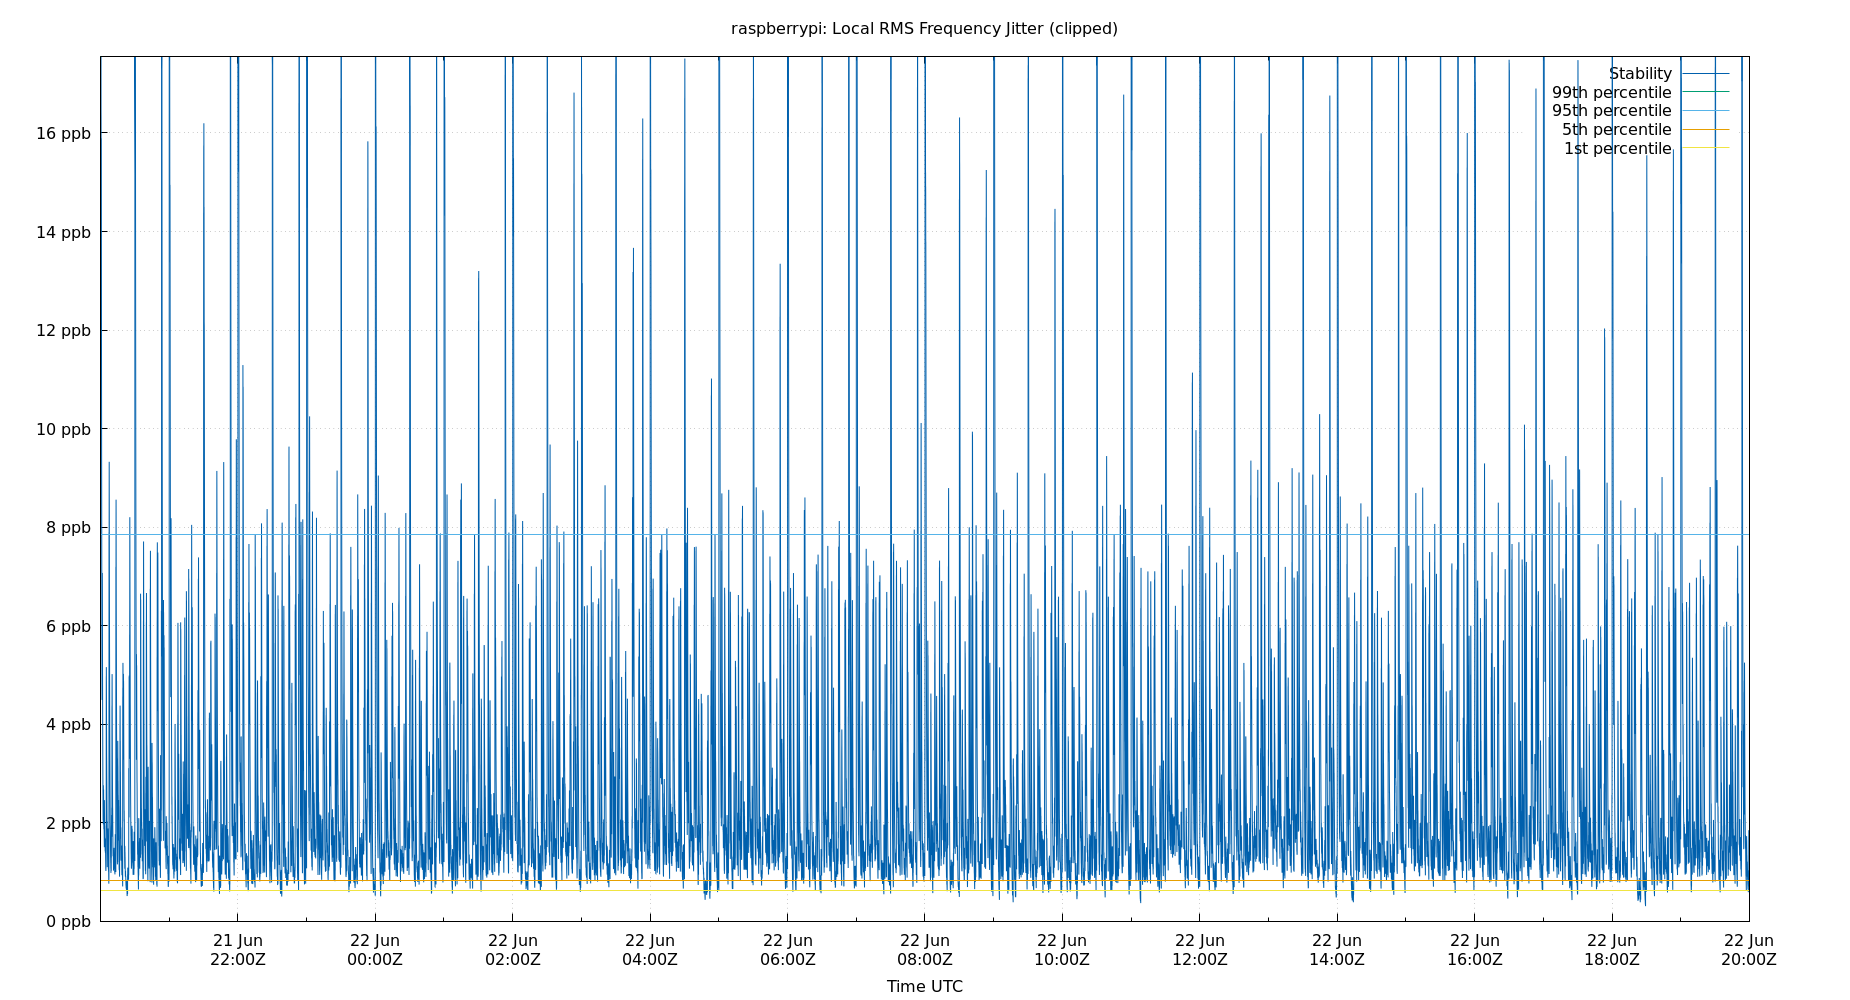 raspberrypi: Local RMS Frequency Jitter (clipped)
Stability
99th percentile
95th percentile
5th percentile
1st percentile
16 ppb
14 ppb
12 ppb
10 ppb
8 ppb
6 ppb
4 ppb
2 ppb
0 ppb
21 Jun 22 Jun 22 Jun 22 Jun 22 Jun 22 Jun 22 Jun 22 Jun 22 Jun 22 Jun 22 Jun 22 Jun
22:00Z 00:00Z 02:00Z 04:00Z 06:00Z 08:00Z 10:00Z 12:00Z 14:00Z 16:00Z 18:00Z 20:00Z
Time UTC